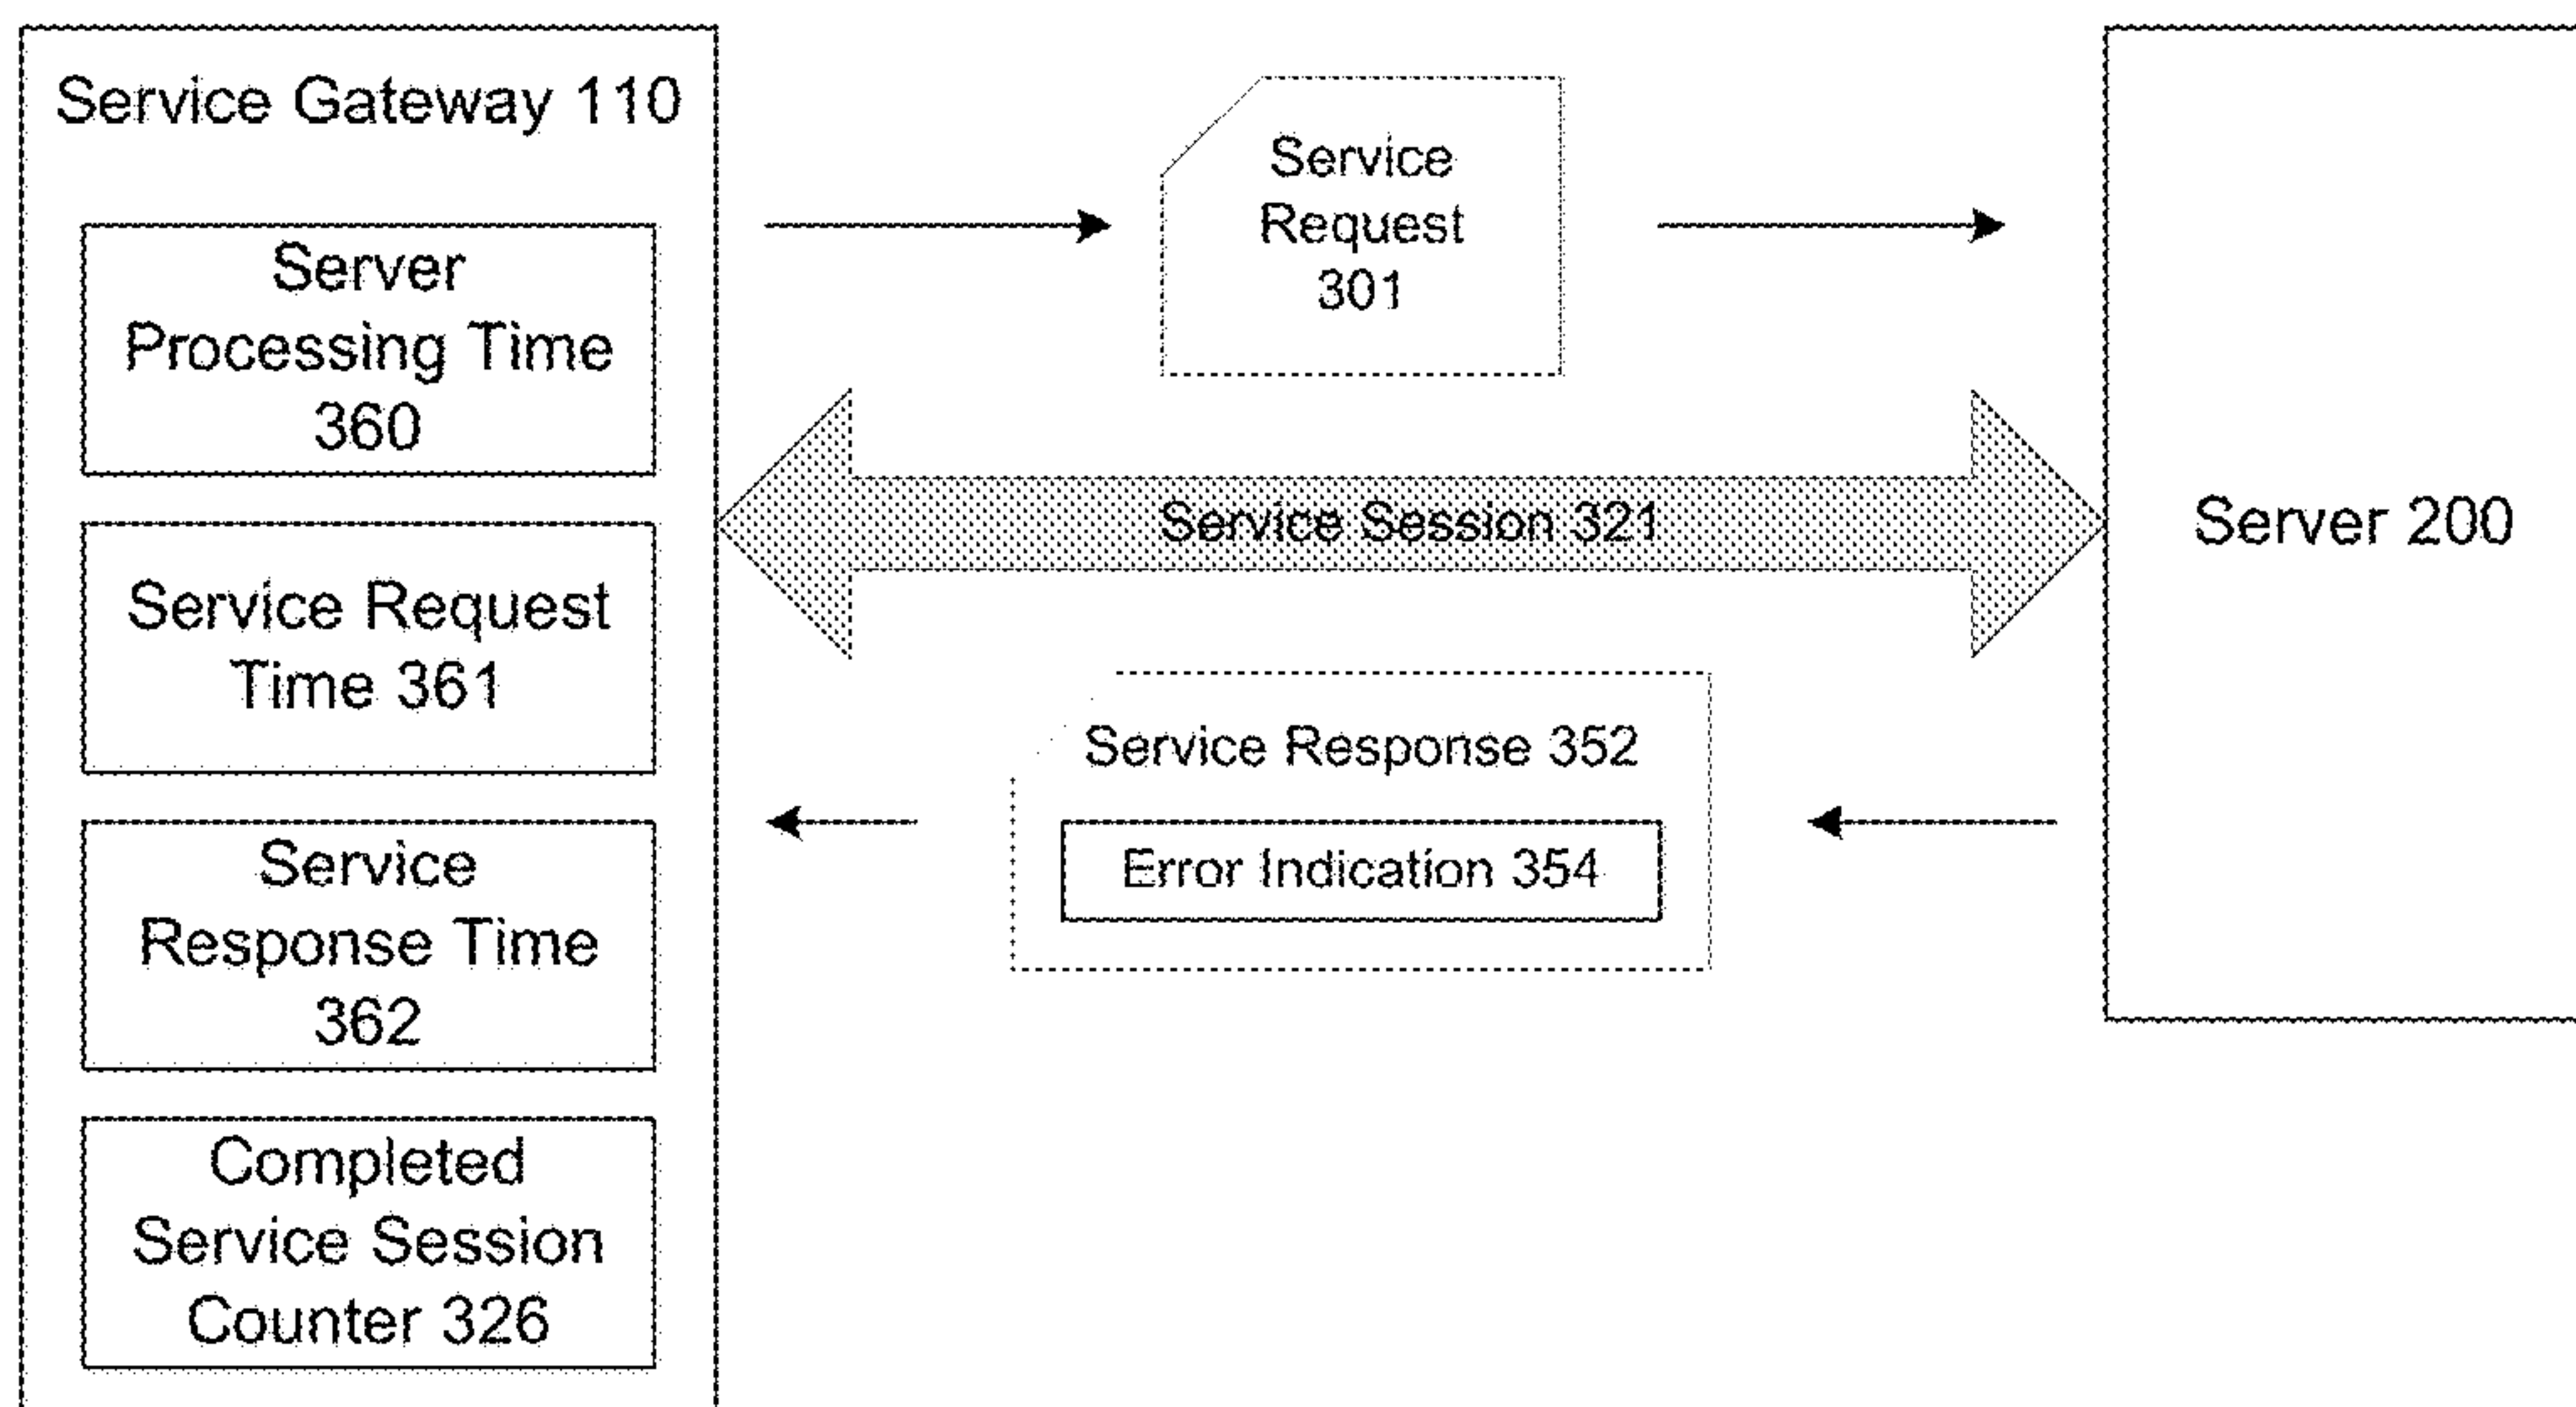 Service Gateway 110
Server
Processing Time
360
Service Request
Time 361
Service
Response Time
362
Completed
Service Session
Counter 326
Service
Request
301
Service Session 321
Service Response 352
Error Indication 354
Server 200